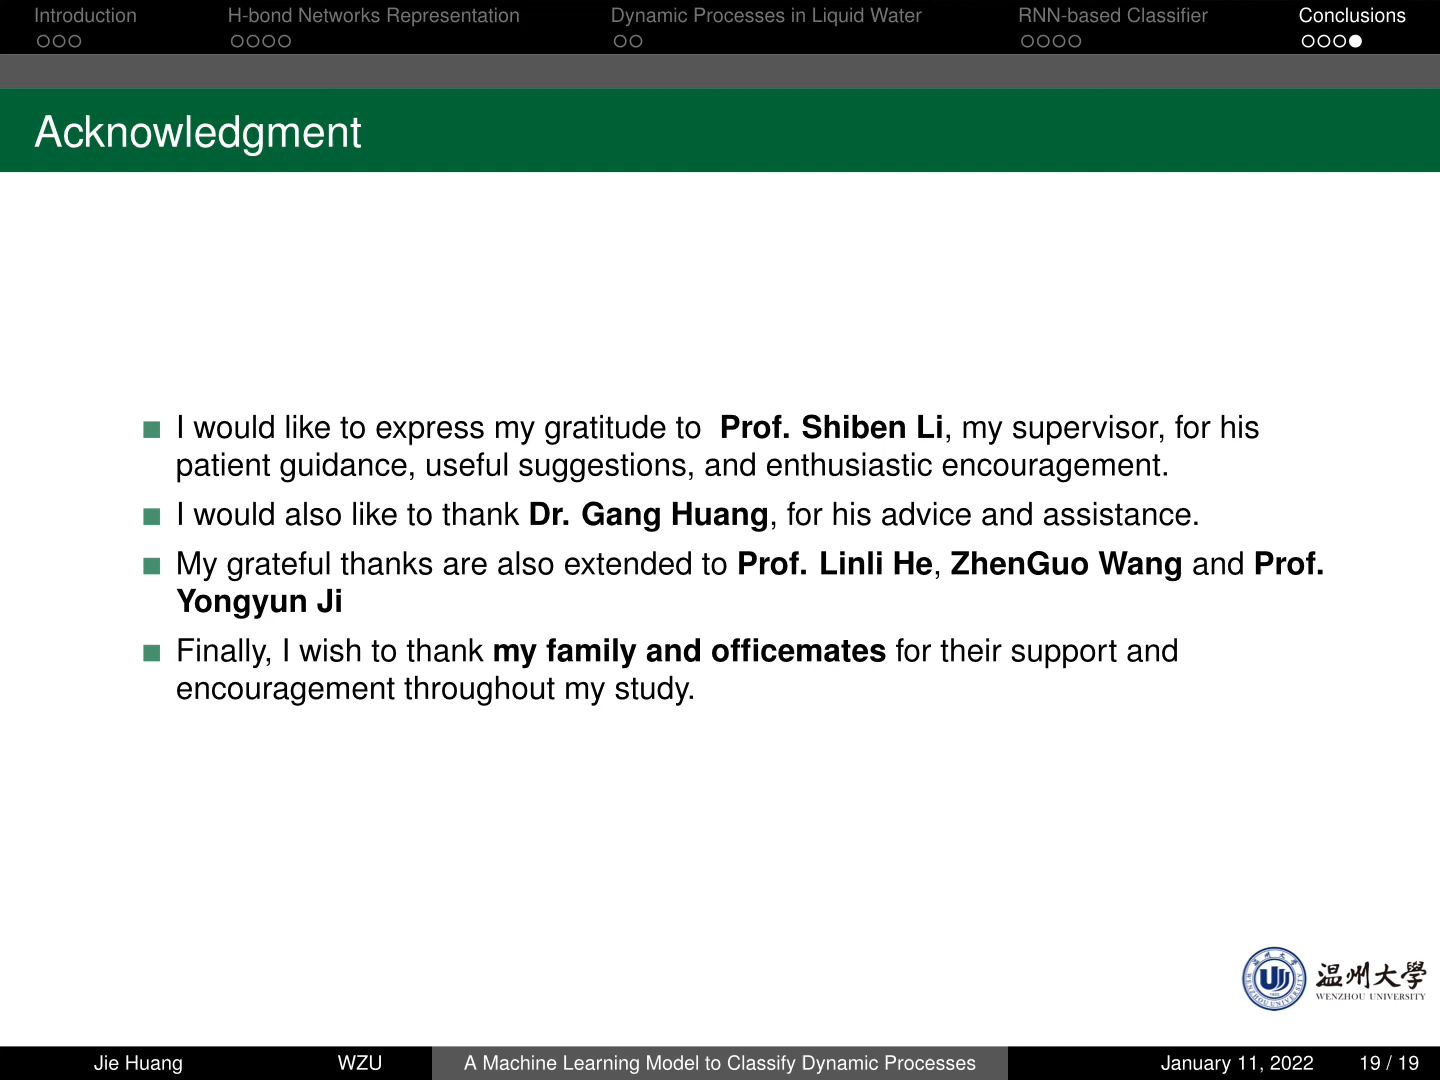 Introduction
H-bond Networks Representation
Dynamic Processes in Liquid Water
RNN-based Classifier
Conclusions
Acknowledgment
I would like to express my gratitude to Prof. Shiben Li, my supervisor, for his
patient guidance, useful suggestions, and enthusiastic encouragement.
I would also like to thank Dr. Gang Huang, for his advice and assistance.
My grateful thanks are also extended to Prof. Linli He, ZhenGuo Wang and Prof.
Yongyun Ji
Finally, I wish to thank my family and officemates for their support and
encouragement throughout my study.
温州大學
WENZHOU UNIVERSITY
Jie Huang WZU A Machine Learning Model to Classify Dynamic Processes January 11, 2022 19 / 19